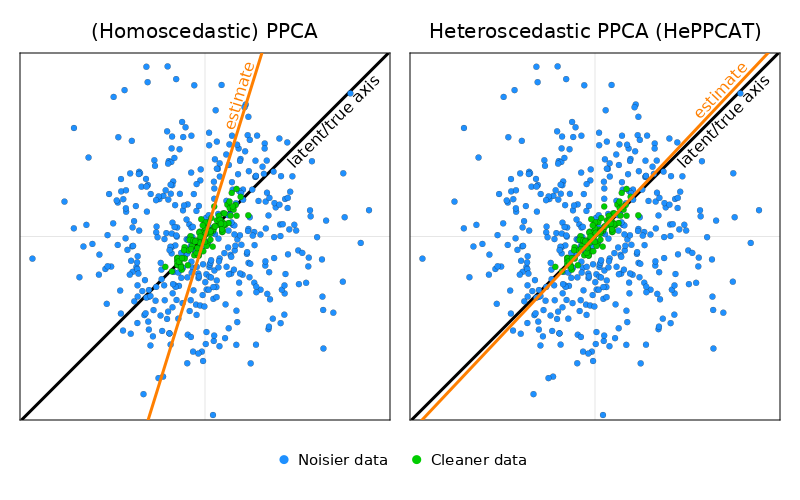 (Homoscedastic) PPCA
Heteroscedastic PPCA (HePPCAT)
estimate
latent/true axis
estimate
latent/true axis
Noisier data
Cleaner data